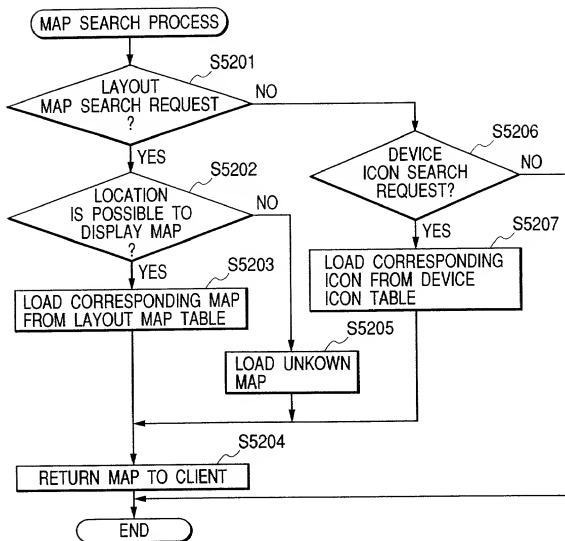 MAP SEARCH PROCESS
S5201
LAYOUT
MAP SEARCH REQUEST
?
NO
YES
S5202
LOCATION
IS POSSIBLE TO
DISPLAY MAP
?
NO
YES
S5203
LOAD CORRESPONDING MAP
FROM LAYOUT MAP TABLE
S5206
DEVICE
ICON SEARCH
REQUEST?
NO
YES
S5207
LOAD CORRESPONDING
ICON FROM DEVICE
ICON TABLE
S5205
LOAD UNKOWN
MAP
S5204
RETURN MAP TO CLIENT
END